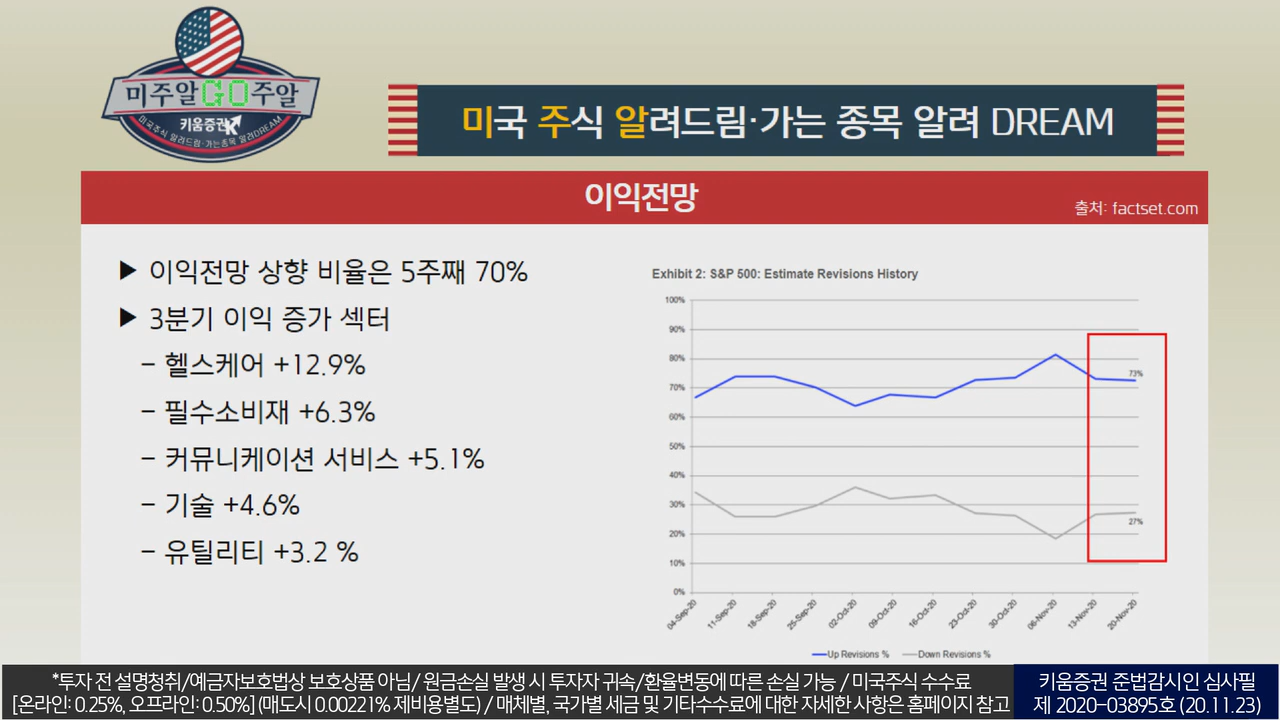 미주알GO주알
키움증권
미국주식 알려드림·가는종목 알려DREAM
미국 주식 알려드림·가는 종목 알려 DREAM
이익전망
출처: factset.com
▶ 이익전망 상향 비율은 5주째 70%
▶ 3분기 이익 증가 섹터
– 헬스케어 +12.9%
– 필수소비재 +6.3%
– 커뮤니케이션 서비스 +5.1%
– 기술 +4.6%
– 유틸리티 +3.2 %
Exhibit 2: S&P 500: Estimate Revisions History
100%
90%
80%
70%
60%
50%
40%
30%
20%
10%
0%
73%
27%
04-Sep-20
11-Sep-20
18-Sep-20
25-Sep-20
02-Oct-20
09-Oct-20
16-Oct-20
23-Oct-20
30-Oct-20
06-Nov-20
13-Nov-20
20-Nov-20
Up Revisions %
Down Revisions %
*투자 전 설명청취/예금자보호법상 보호상품 아님/ 원금손실 발생 시 투자자 귀속/환율변동에 따른 손실 가능 / 미국주식 수수료
[온라인: 0.25%, 오프라인: 0.50%] (매도시 0.00221% 제비용별도) / 매체별, 국가별 세금 및 기타수수료에 대한 자세한 사항은 홈페이지 참고
키움증권 준법감시인 심사필
제 2020-03895호 (20.11.23)